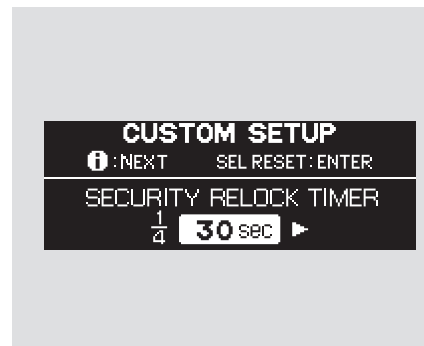 CUSTOM SETUP
i:NEXT SEL RESET:ENTER
SECURITY RELOCK TIMER
1/4 30 sec ►